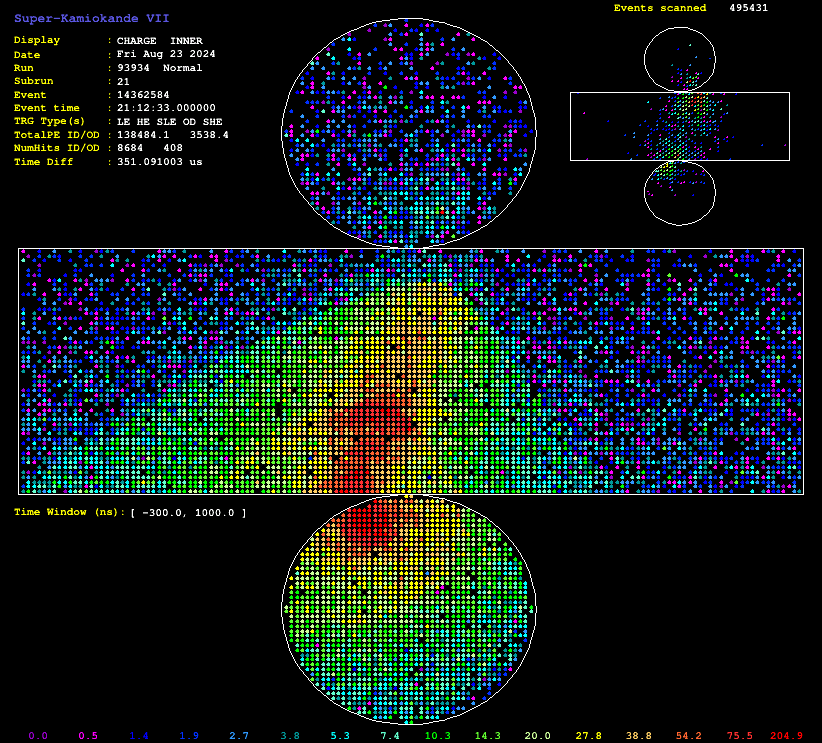 Super-Kamiokande VII
Events scanned 495431
Display : CHARGE INNER
Date : Fri Aug 23 2024
Run : 93934 Normal
Subrun : 21
Event : 14362584
Event time : 21:12:33.000000
TRG Type(s) : LE HE SLE OD SHE
TotalPE ID/OD : 138484.1 3538.4
NumHits ID/OD : 8684 408
Time Diff : 351.091003 us
Time Window (ns): [ -300.0, 1000.0 ]
0.0 0.5 1.4 1.9 2.7 3.8 5.3 7.4 10.3 14.3 20.0 27.8 38.8 54.2 75.5 204.9